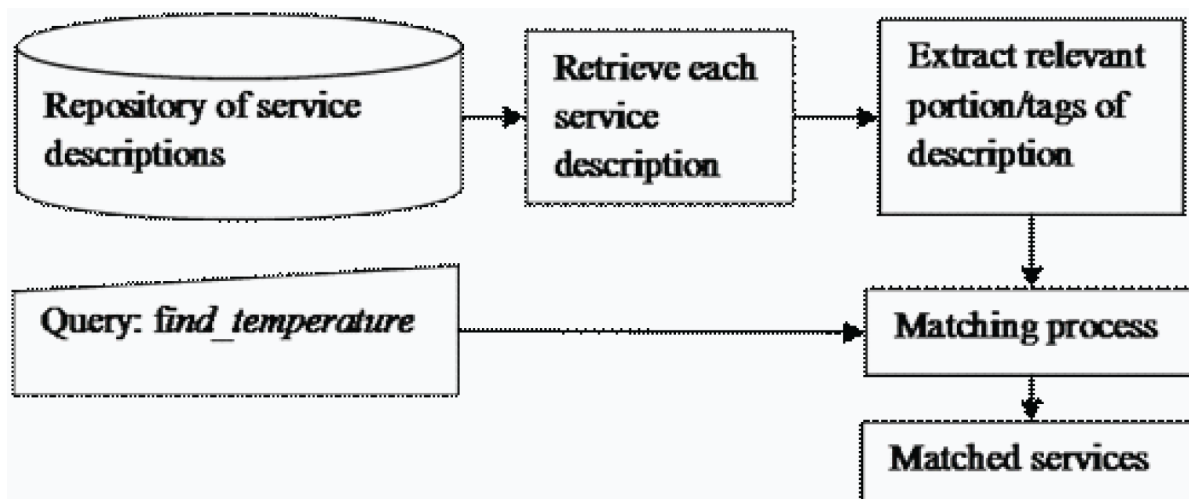 Repository of service
descriptions
Retrieve each
service
description
Extract relevant
portion/tags of
description
Query: find_temperature
Matching process
Matched services